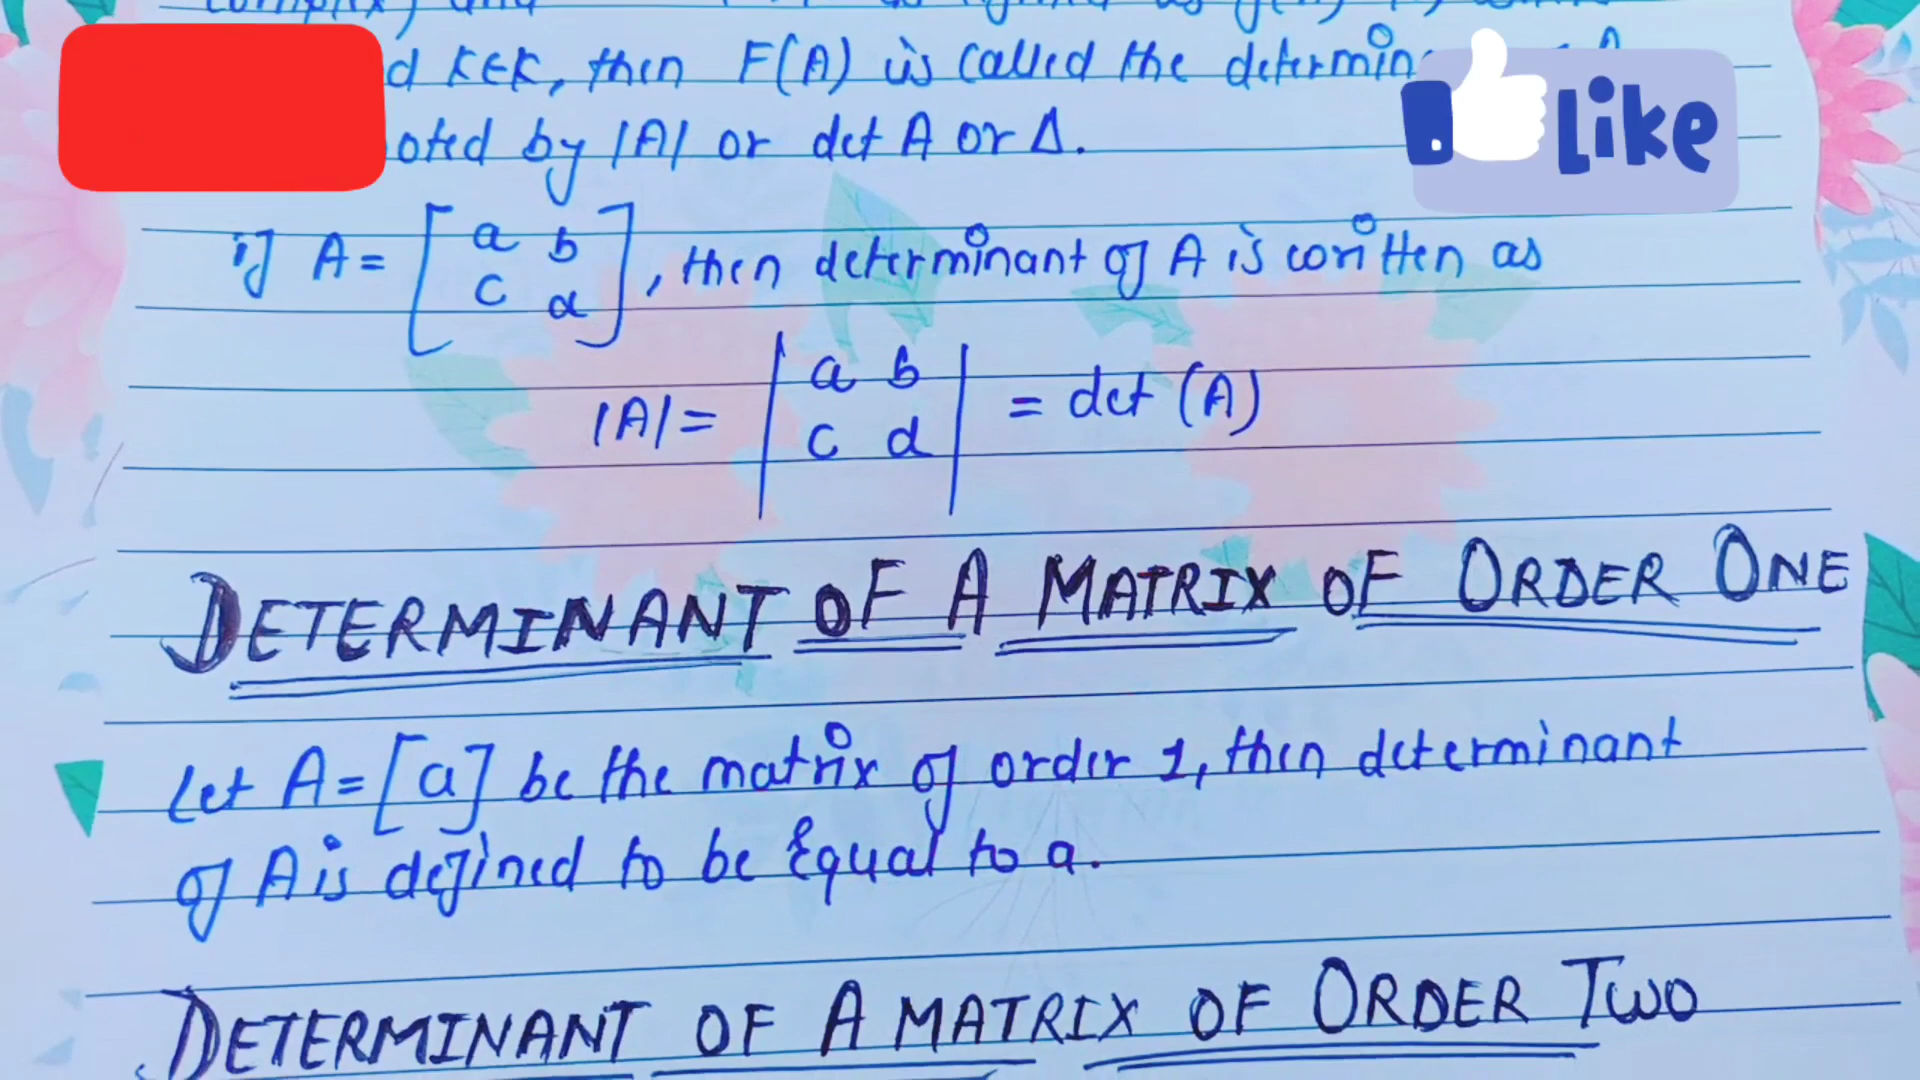 d KEK, then F(A) is called the determin
oted by |A| or det A or Δ.
Like
if A = [a b
c d], then determinant of A is written as
|A| = |a b
c d| = det (A)
DETERMINANT OF A MATRIX OF ORDER ONE
Let A = [a] be the matrix of order 1, then determinant
of A is defined to be Equal to a.
DETERMINANT OF A MATRIX OF ORDER TWO